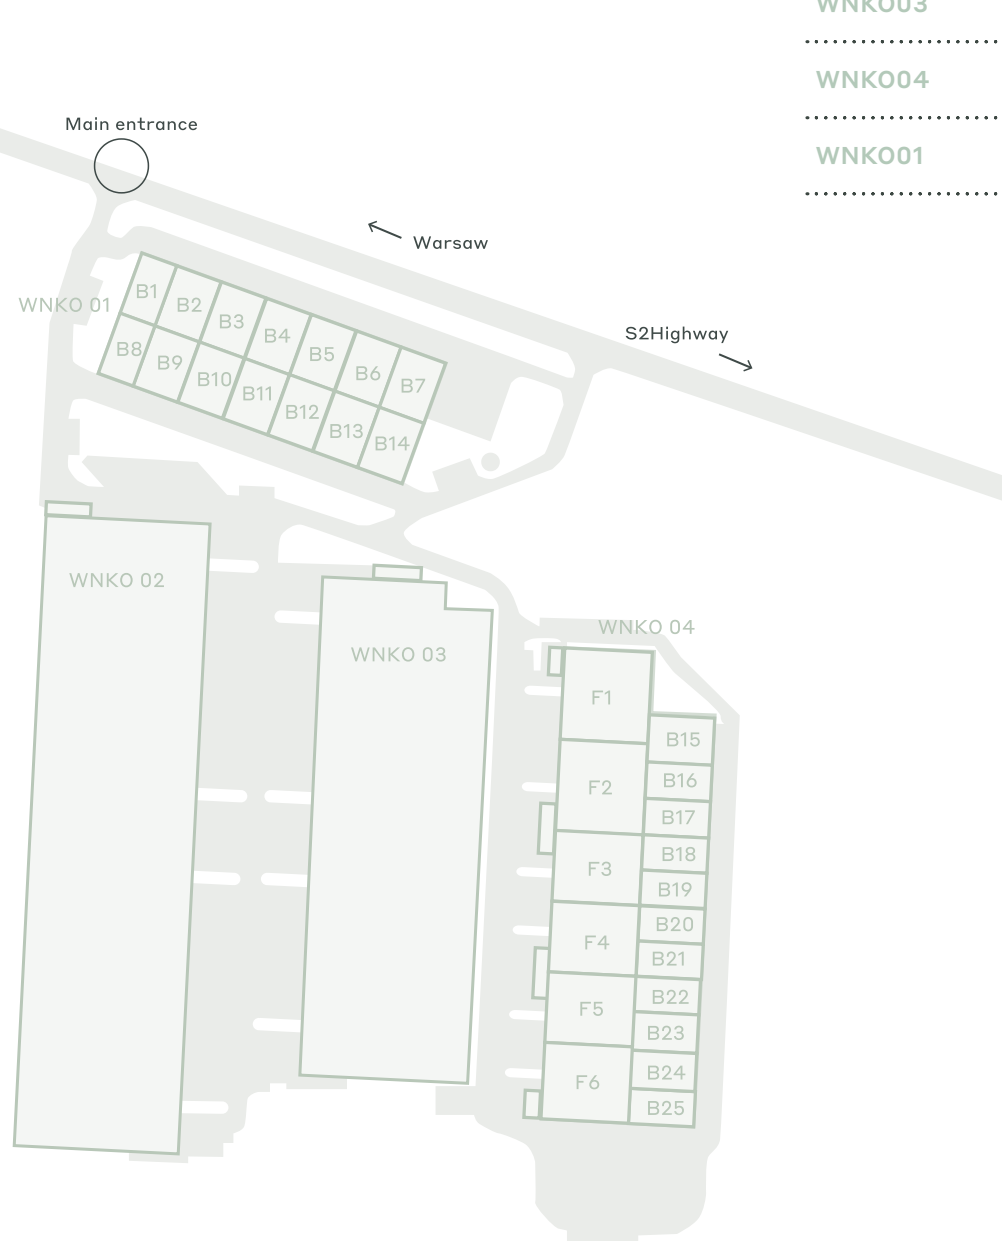 WNKO03
WNKO04
Main entrance
WNKO01
Warsaw
B1
WNKO 01
B2
B3
S2Highway
B4
B8
B5
B9
B6
B10
B7
B11
B12
B13
B14
WNKO 02
WNKO 04
WNKO 03
F1
B15
B16
F2
B17
B18
F3
B19
B20
F4
B21
B22
F5
B23
B24
F6
B25